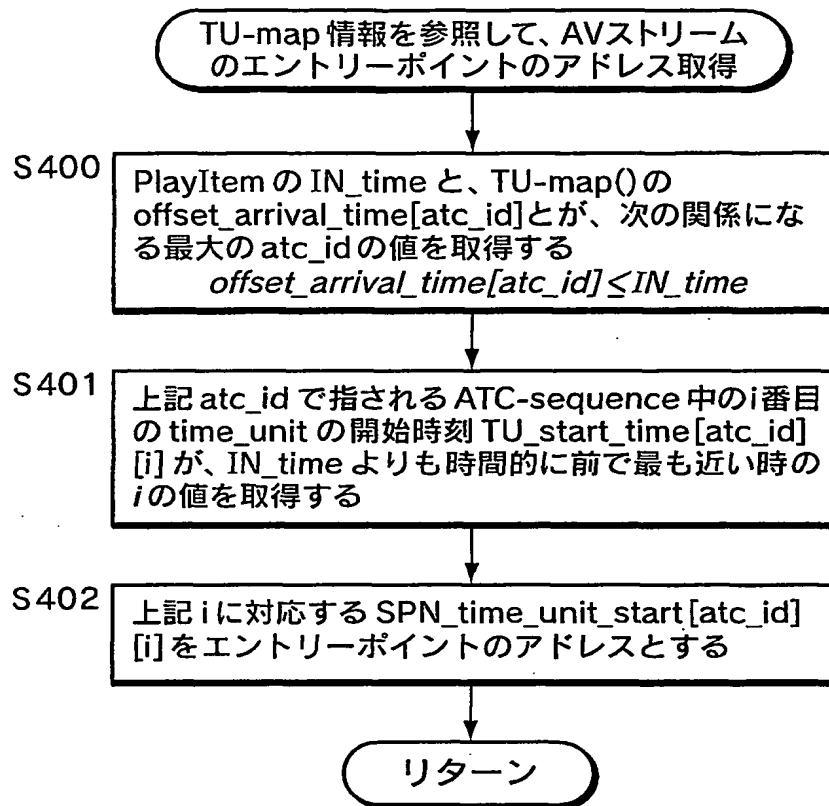 TU-map 情報を参照して、AVストリーム
のエントリーポイントのアドレス取得
S400
PlayItem の IN_time と、TU-map()の
offset_arrival_time[atc_id]とが、次の関係にな
る最大の atc_id の値を取得する
offset_arrival_time[atc_id]≤IN_time
S401
上記 atc_id で指される ATC-sequence 中のi番目
の time_unit の開始時刻 TU_start_time[atc_id]
[i] が、IN_time よりも時間的に前で最も近い時の
iの値を取得する
S402
上記 i に対応する SPN_time_unit_start[atc_id]
[i] をエントリーポイントのアドレスとする
リターン